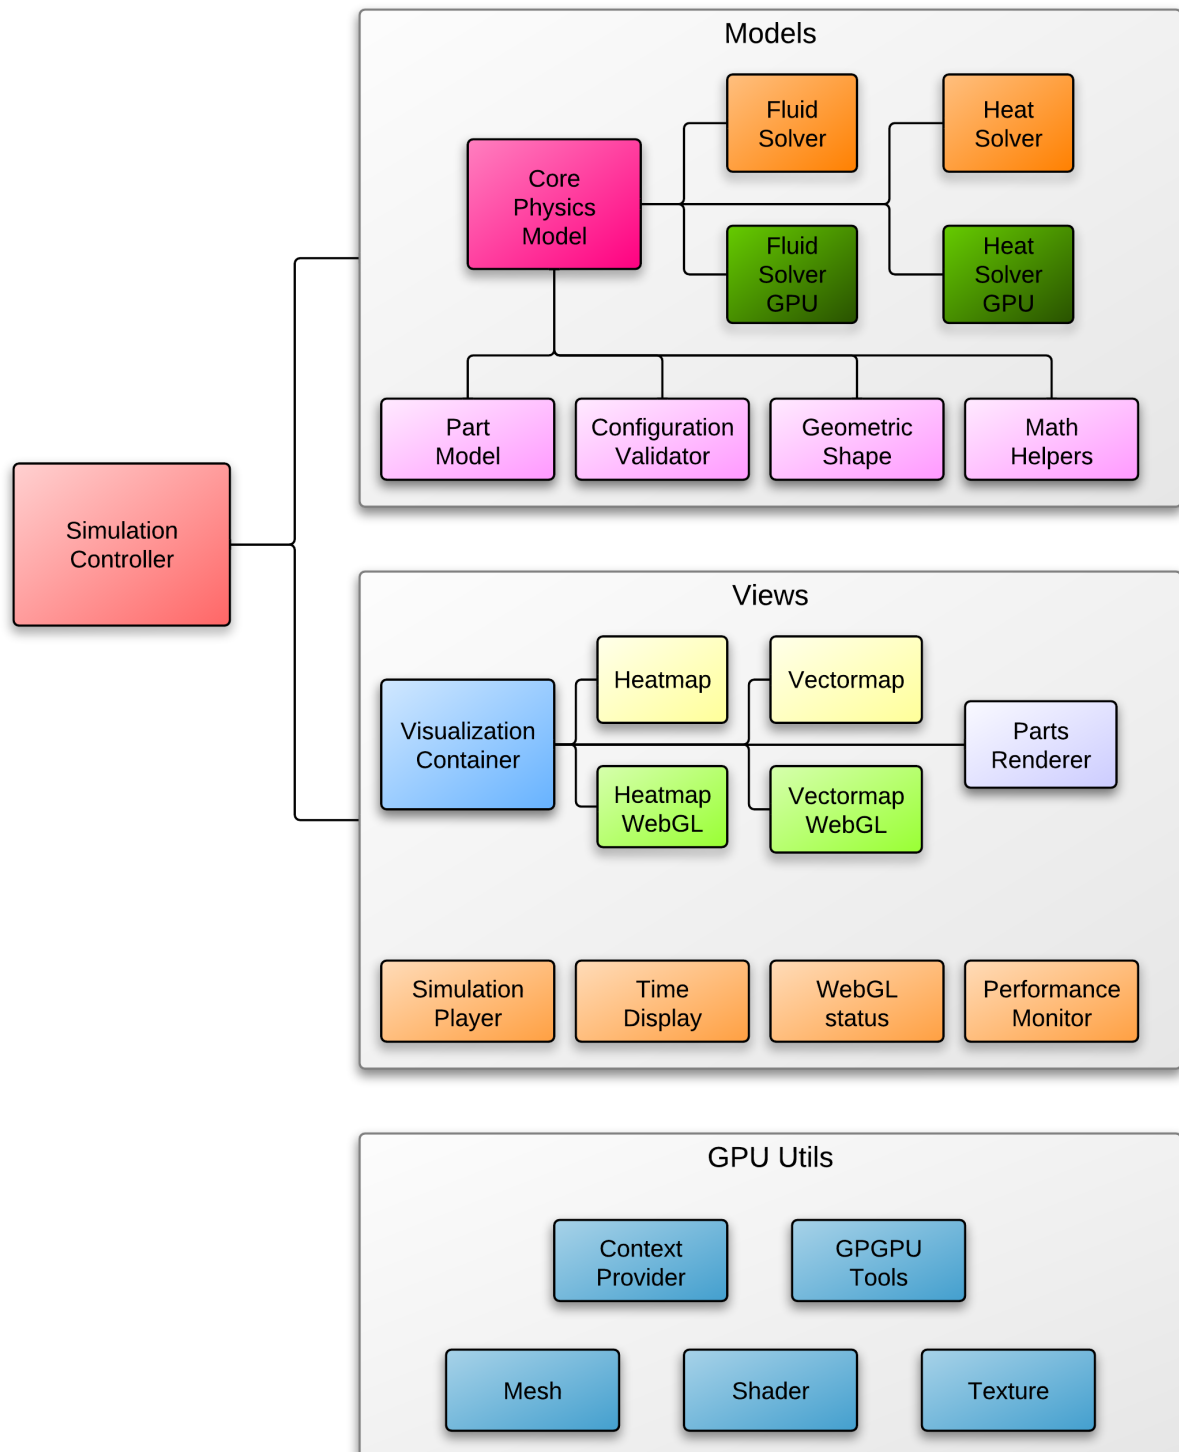 Models
Fluid
Solver
Heat
Solver
Core
Physics
Model
Fluid
Solver
GPU
Heat
Solver
GPU
Part
Model
Configuration
Validator
Geometric
Shape
Math
Helpers
Simulation
Controller
Views
Heatmap
Vectormap
Visualization
Container
Parts
Renderer
Heatmap
WebGL
Vectormap
WebGL
Simulation
Player
Time
Display
WebGL
status
Performance
Monitor
GPU Utils
Context
Provider
GPGPU
Tools
Mesh
Shader
Texture